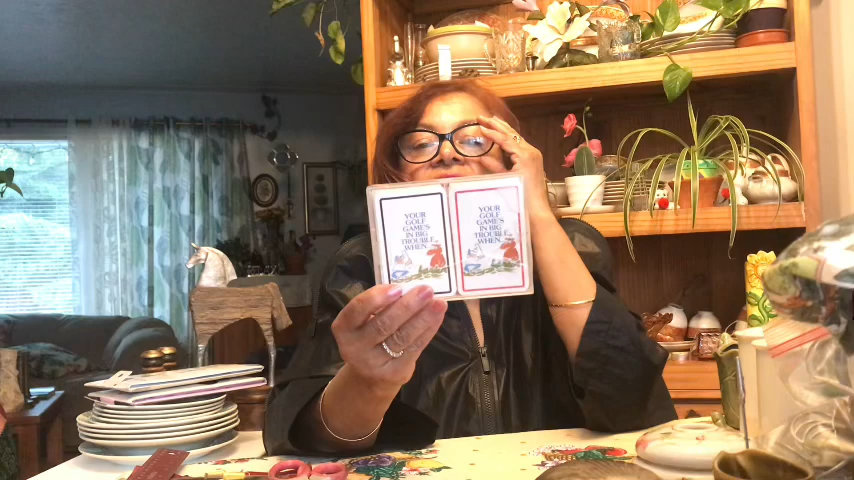 YOUR
GOLF
GAME'S
IN BIG
TROUBLE
WHEN...
YOUR
GOLF
GAME'S
IN BIG
TROUBLE
WHEN...